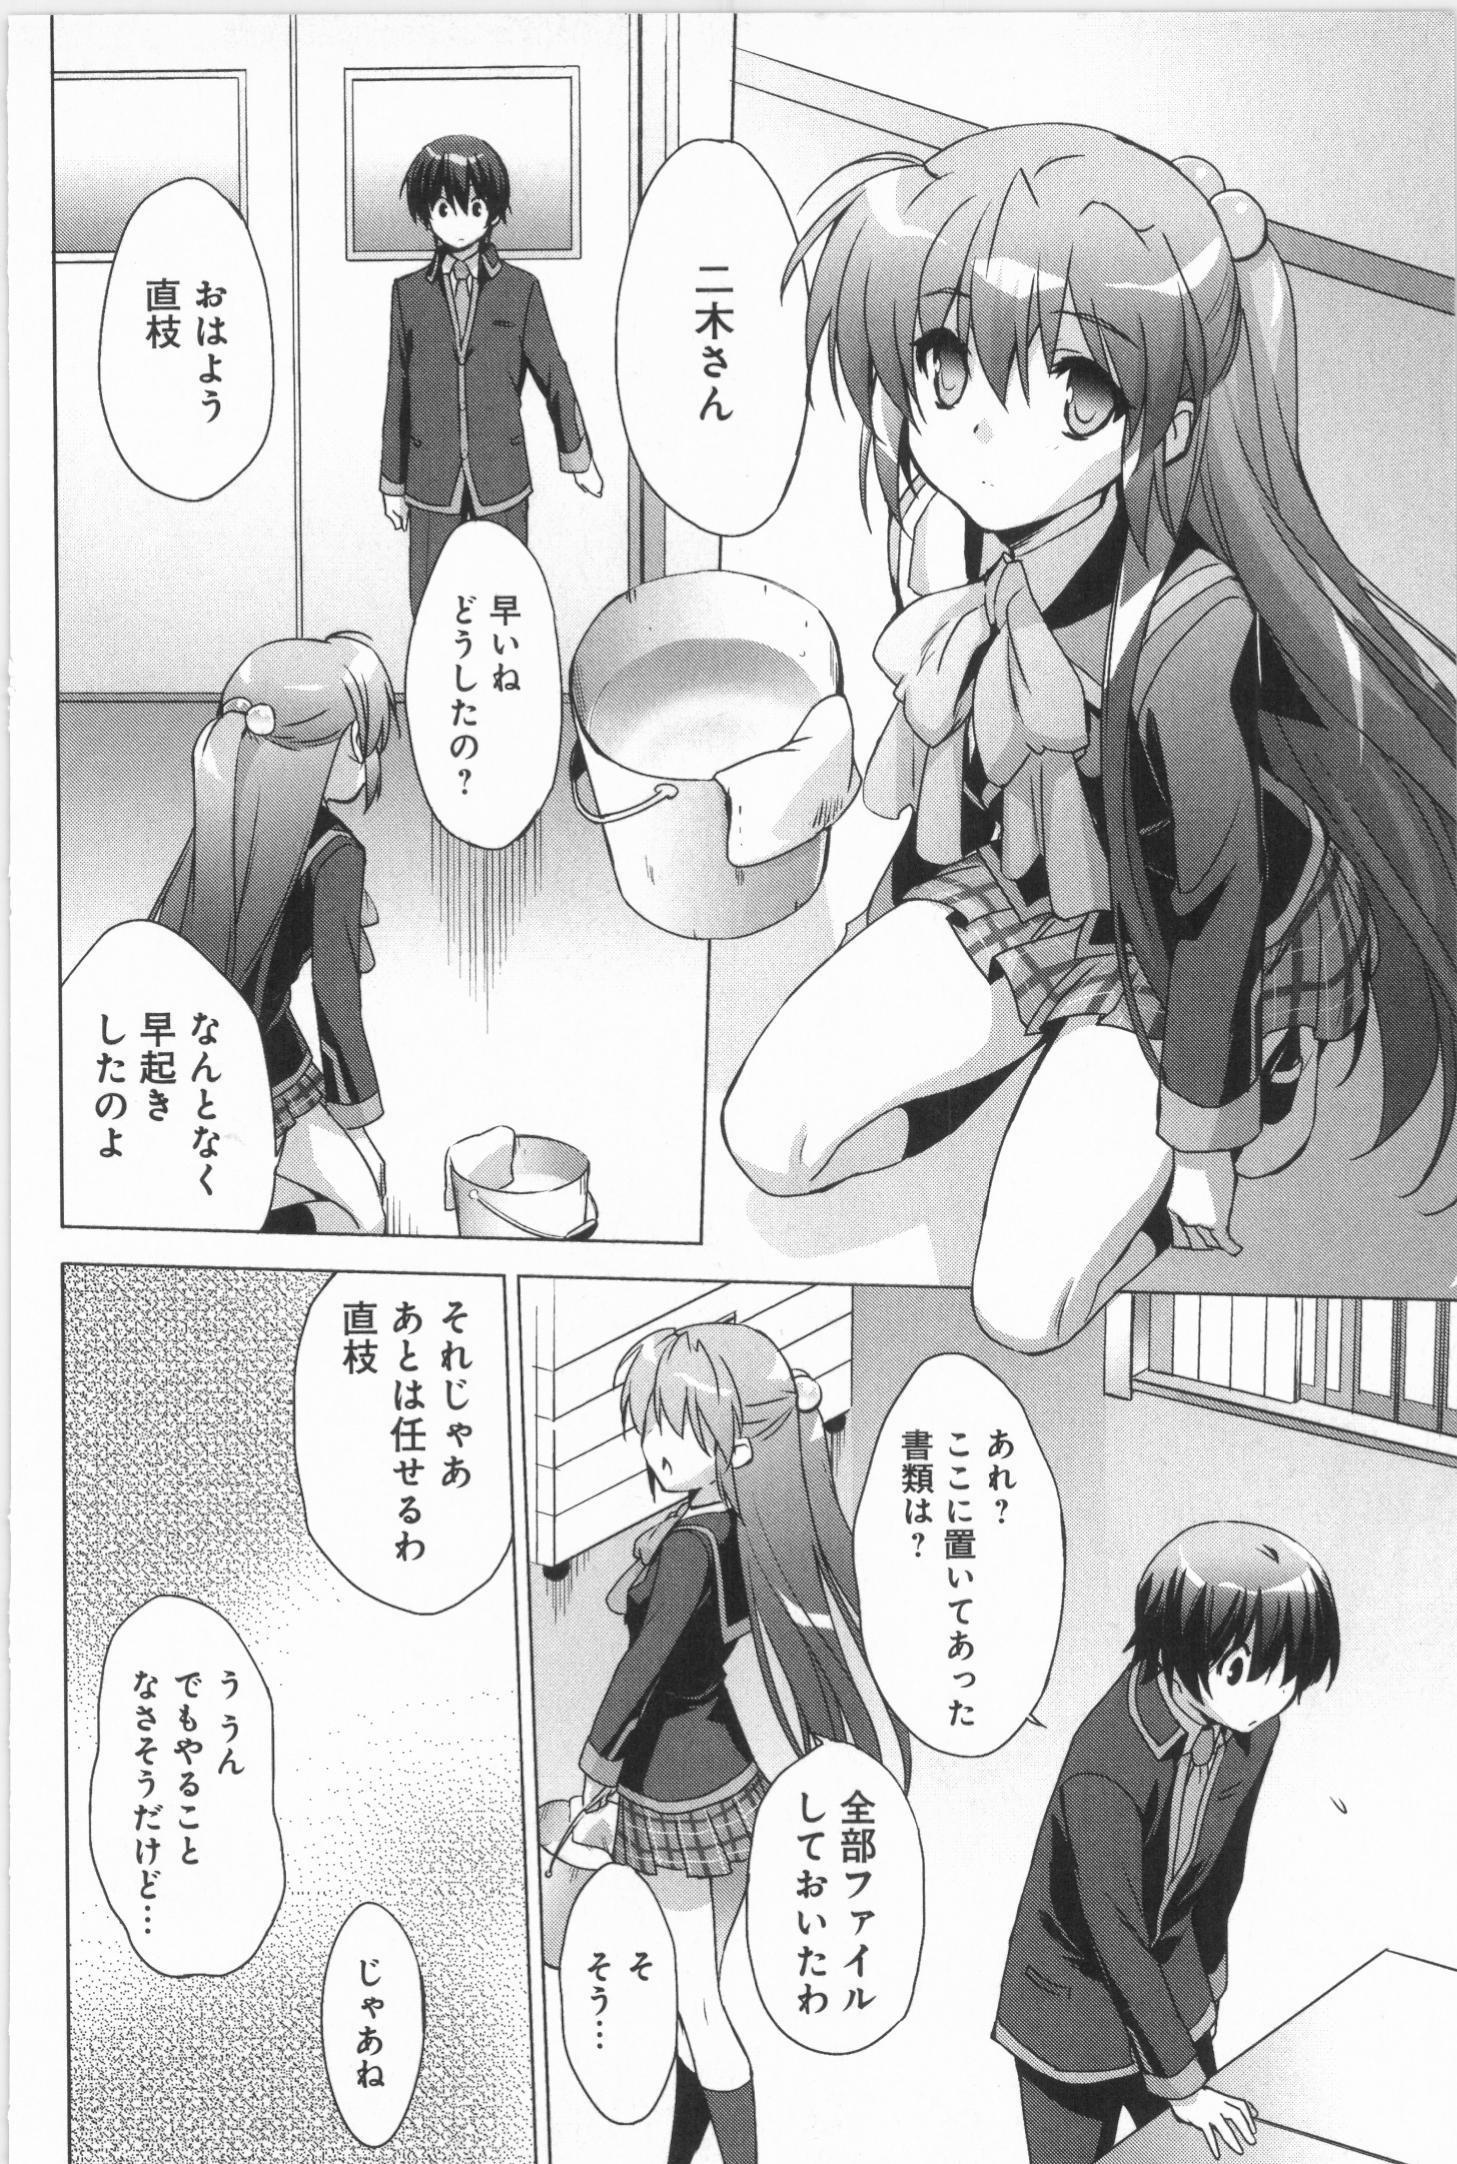 二木さん
おはよう
直枝
早いね
どうしたの？
なんとなく
早起き
したのよ
あれ？
ここに置いてあった
書類は？
全部ファイル
しておいたわ
そ
そう…
それじゃあ
あとは任せるわ
直枝
ううん
でもやること
なさそうだけど…
じゃあね